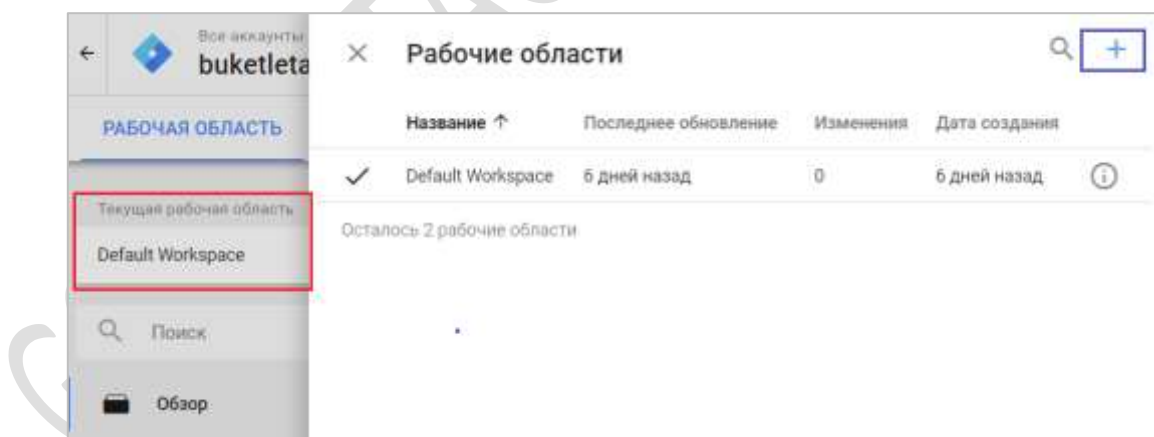 Все аккаунты
buketleta
РАБОЧАЯ ОБЛАСТЬ
Текущая рабочая область
Default Workspace
Поиск
Обзор
Рабочие области
Название ↑ Последнее обновление Изменения Дата создания
Default Workspace 6 дней назад 0 6 дней назад
Осталось 2 рабочие области